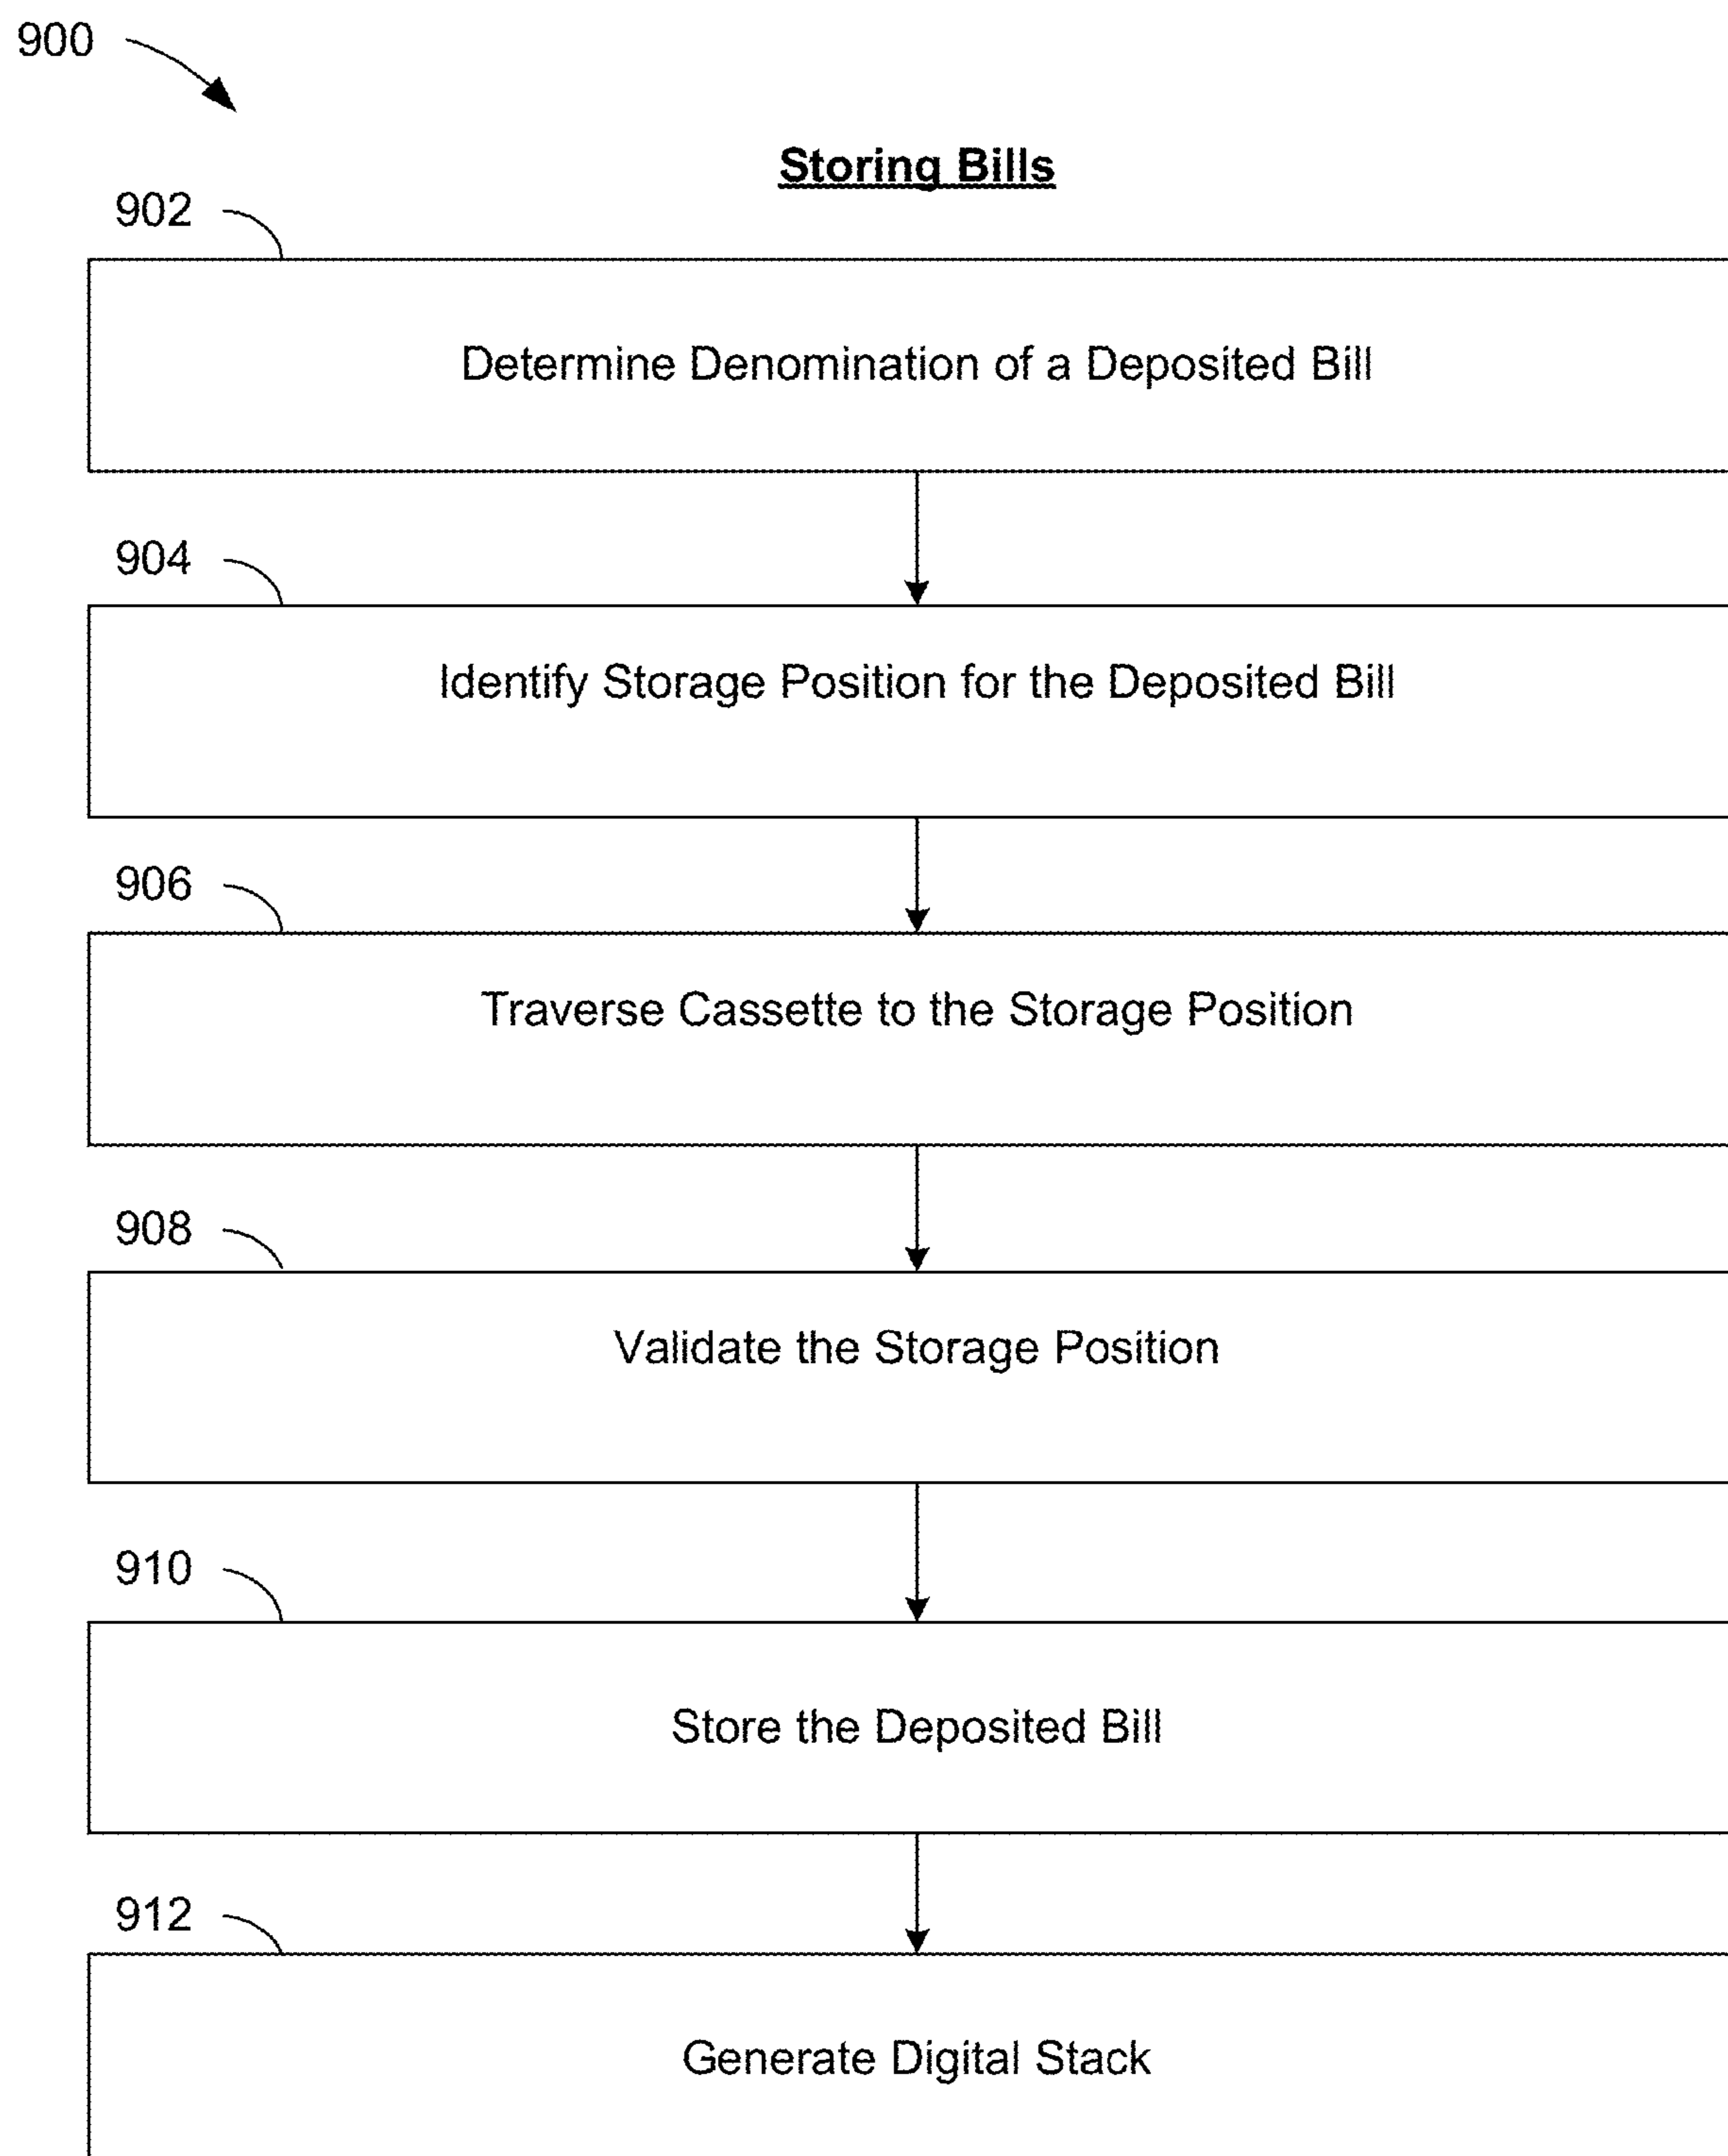 900
Storing Bills
902
Determine Denomination of a Deposited Bill
904
Identify Storage Position for the Deposited Bill
906
Traverse Cassette to the Storage Position
908
Validate the Storage Position
910
Store the Deposited Bill
912
Generate Digital Stack